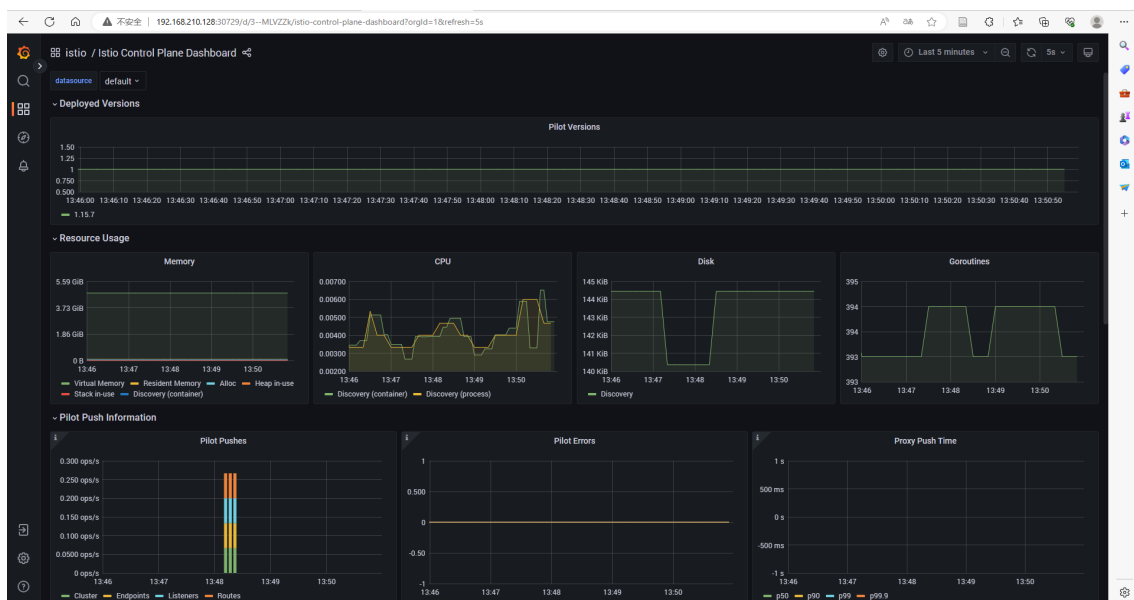 不安全 | 192.168.210.128:30729/d/3--MLVZZk/istio-control-plane-dashboard?orgId=1&refresh=5s
istio / Istio Control Plane Dashboard
Last 5 minutes
5s
datasource default
Deployed Versions
Pilot Versions
1.50
1.25
1
0.750
0.500
13:46:00 13:46:10 13:46:20 13:46:30 13:46:40 13:46:50 13:47:00 13:47:10 13:47:20 13:47:30 13:47:40 13:47:50 13:48:00 13:48:10 13:48:20 13:48:30 13:48:40 13:48:50 13:49:00 13:49:10 13:49:20 13:49:30 13:49:40 13:49:50 13:50:00 13:50:10 13:50:20 13:50:30 13:50:40 13:50:50
1.15.7
Resource Usage
Memory
5.59 GiB
3.73 GiB
1.86 GiB
0 B
13:46 13:47 13:48 13:49 13:50
Virtual Memory Resident Memory Alloc Heap in-use
Stack in-use Discovery (container)
CPU
0.00700
0.00600
0.00500
0.00400
0.00300
0.00200
13:46 13:47 13:48 13:49 13:50
Discovery (container) Discovery (process)
Disk
145 KiB
144 KiB
143 KiB
142 KiB
141 KiB
140 KiB
13:46 13:47 13:48 13:49 13:50
Discovery
Goroutines
395
394
394
393
393
13:46 13:47 13:48 13:49 13:50
Pilot Push Information
Pilot Pushes
0.300 ops/s
0.250 ops/s
0.200 ops/s
0.150 ops/s
0.100 ops/s
0.0500 ops/s
0 ops/s
13:46 13:47 13:48 13:49 13:50
Cluster Endpoints Listeners Routes
Pilot Errors
1
0.500
0
-0.50
-1
13:46 13:47 13:48 13:49 13:50
Proxy Push Time
1 s
500 ms
0 s
-500 ms
-1 s
13:46 13:47 13:48 13:49 13:50
p50 p90 p99 p99.9